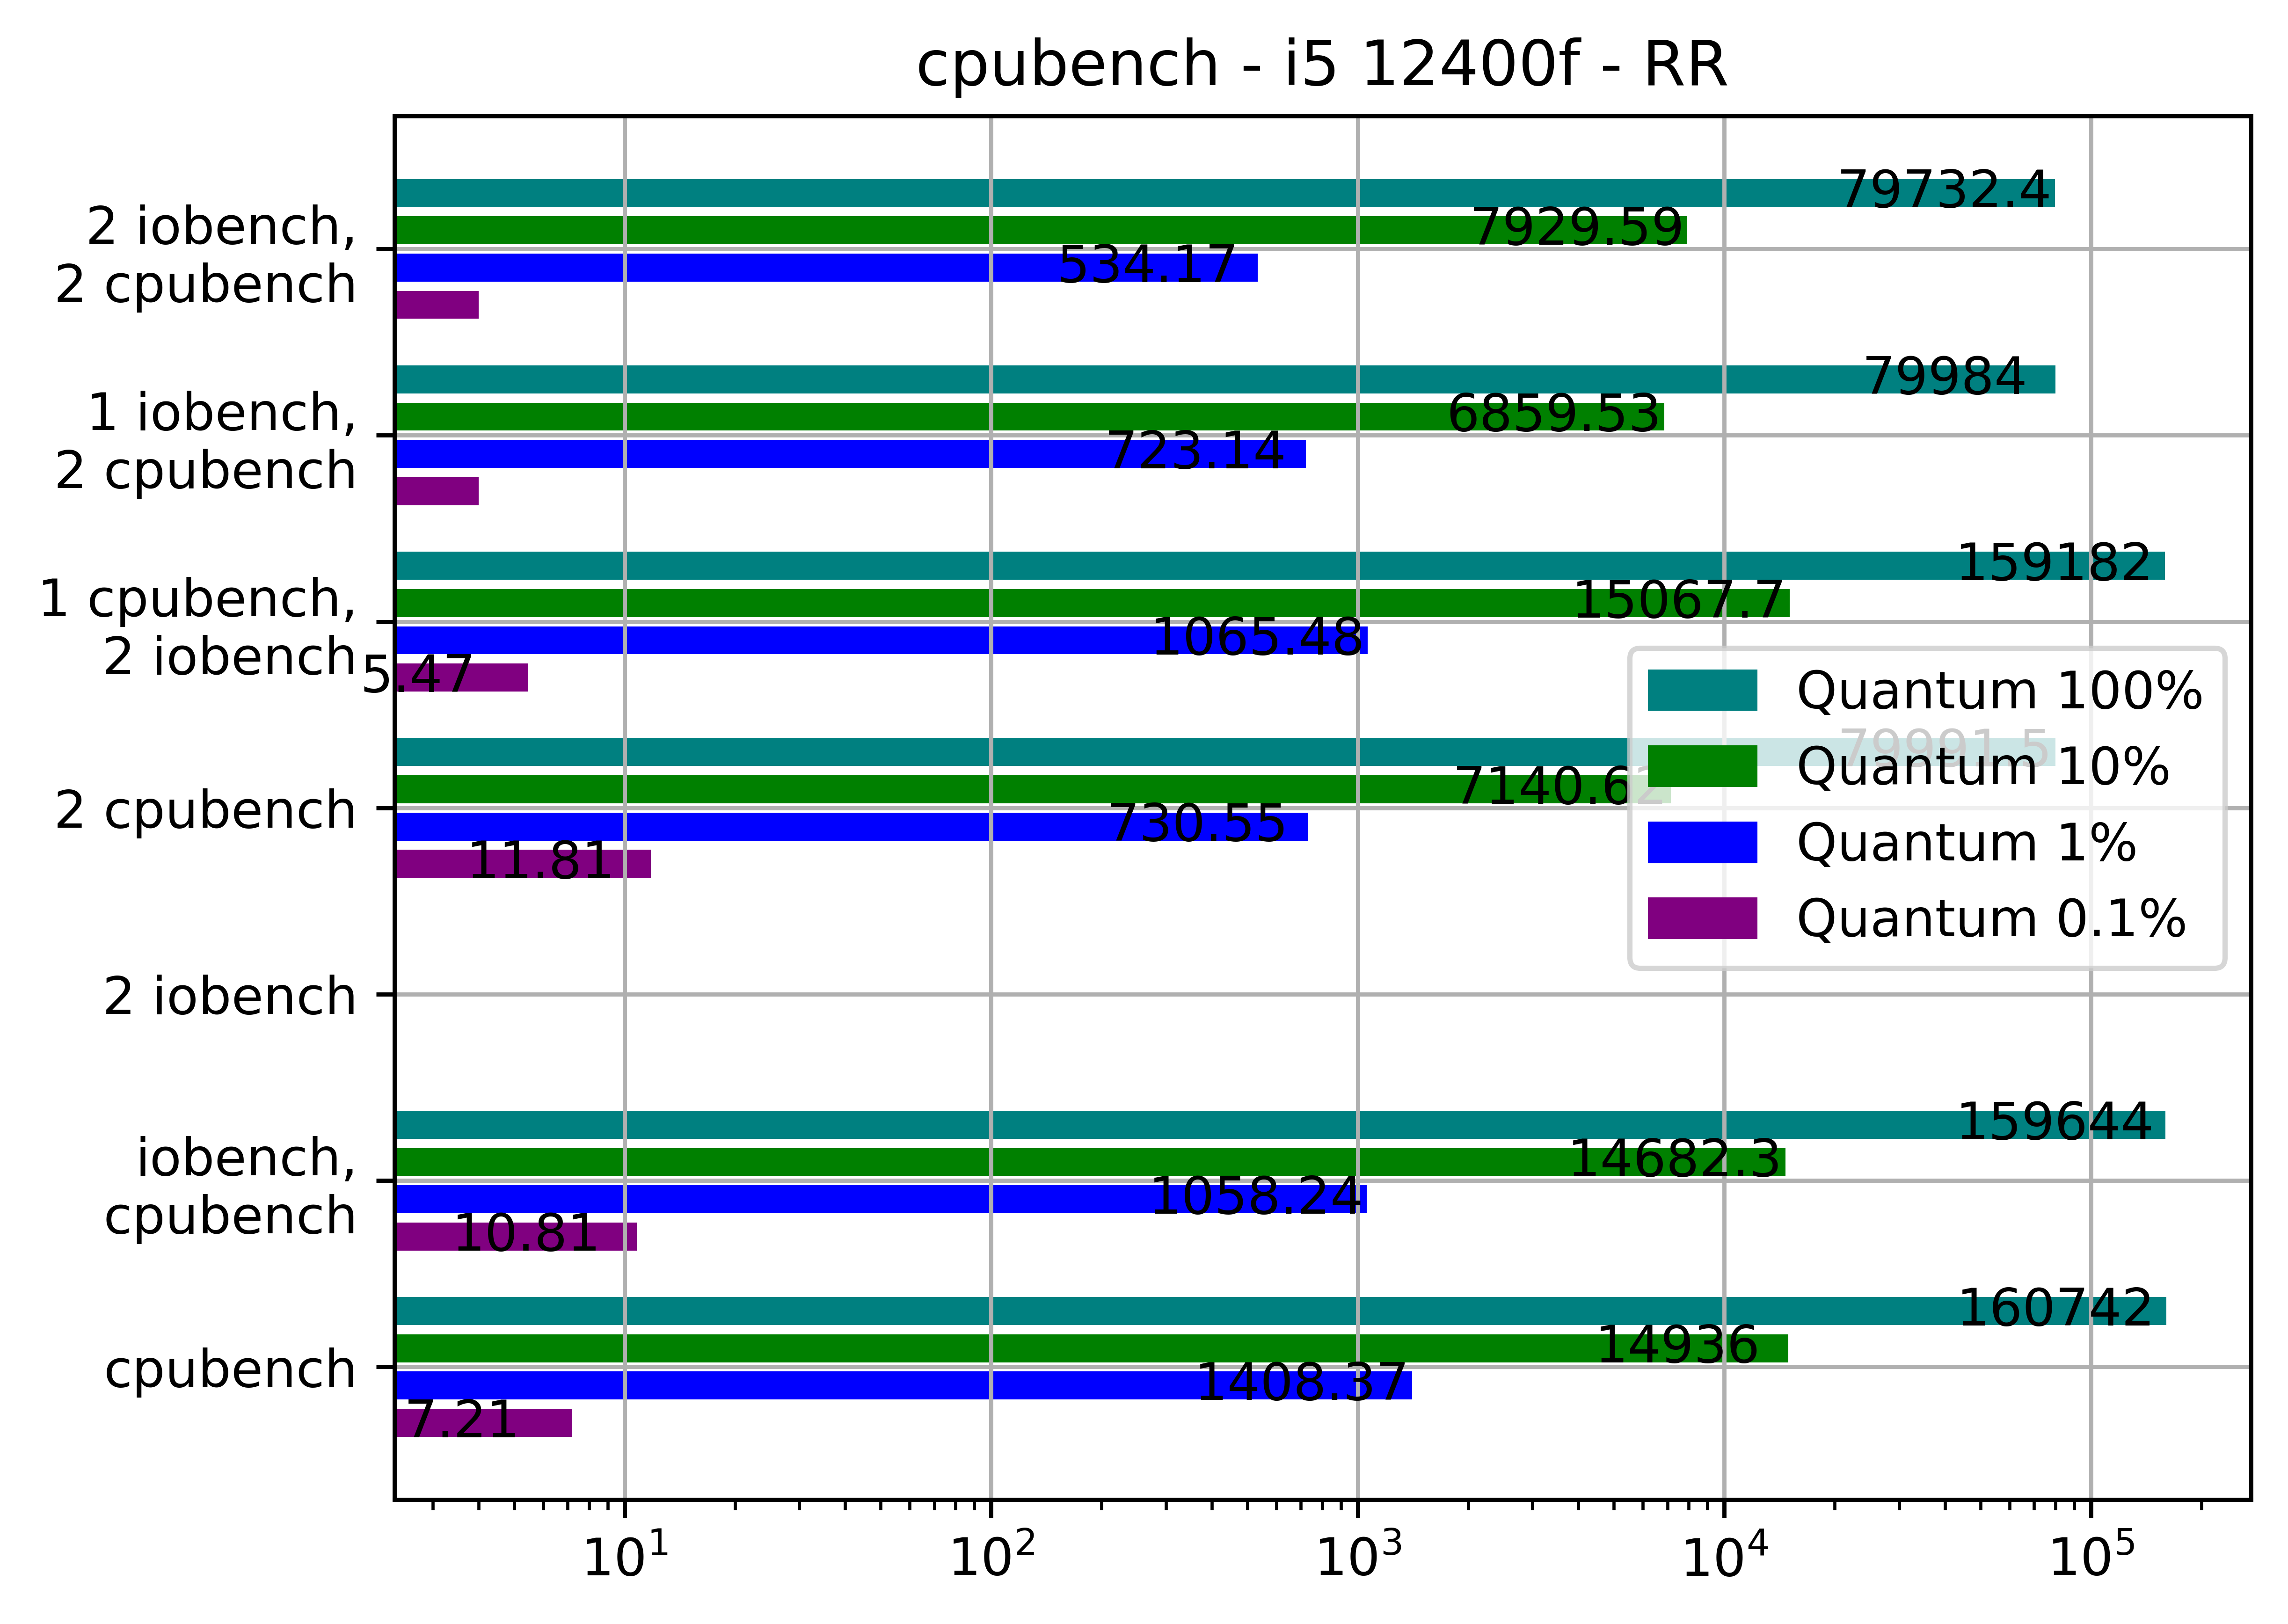 cpubench - i5 12400f - RR
2 iobench,
2 cpubench
79732.4
7929.59
534.17
1 iobench,
2 cpubench
79984
6859.53
723.14
1 cpubench,
2 iobench
159182
15067.7
1065.48
5.47
2 cpubench
79991.5
7140.62
730.55
11.81
2 iobench
iobench,
cpubench
159644
14682.3
1058.24
10.81
cpubench
160742
14936
1408.37
7.21
Quantum 100%
Quantum 10%
Quantum 1%
Quantum 0.1%
10¹ 10² 10³ 10⁴ 10⁵